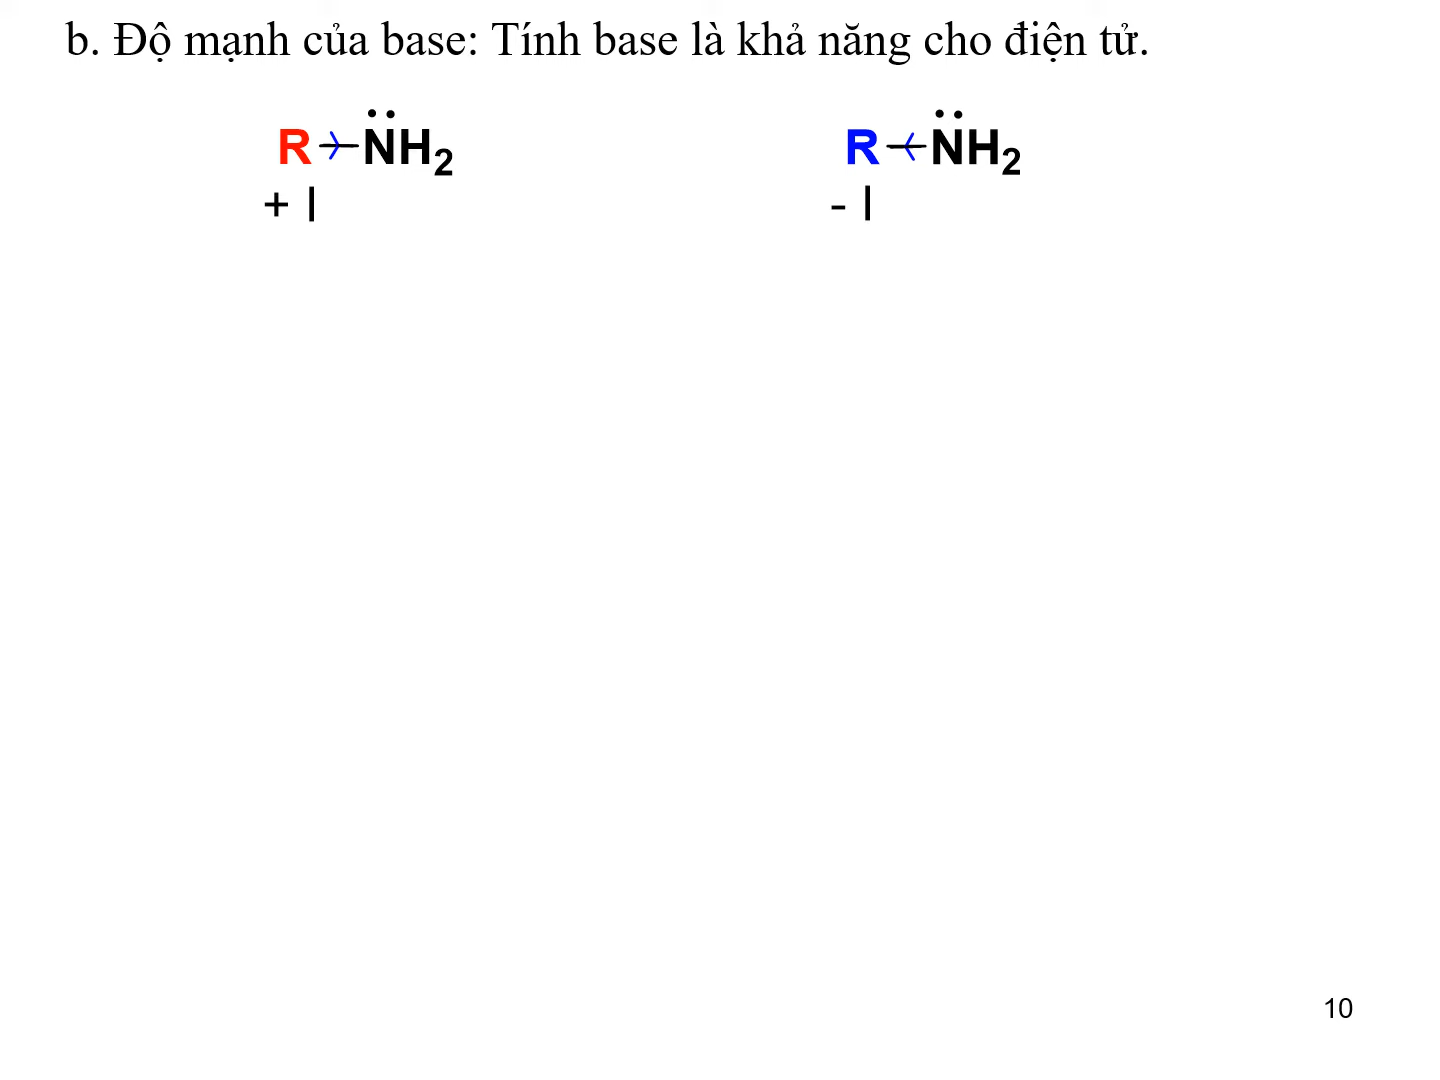 b. Độ mạnh của base: Tính base là khả năng cho điện tử.
R NH2 R NH2
+ I - I
10